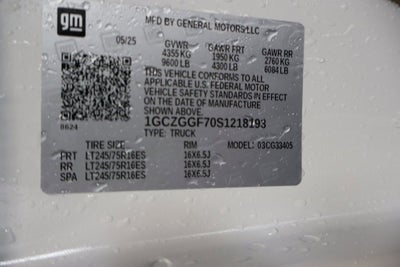 gm
MFD BY GENERAL MOTORS LLC
05/25 GVWR GAWR FRT GAWR RR
4355 KG 1950 KG 2760 KG
9600 LB 4300 LB 6084 LB
THIS VEHICLE CONFORMS TO ALL
APPLICABLE U.S. FEDERAL MOTOR
VEHICLE SAFETY STANDARDS IN EFFECT
ON THE DATE OF MANUFACTURE
SHOWN ABOVE.
8624
1GCZGGF70S1218193
TYPE: TRUCK
TIRE SIZE RIM MODEL: 03CG33405
FRT LT245/75R16ES 16X6.5J
RR LT245/75R16ES 16X6.5J
SPA LT245/75R16ES 16X6.5J